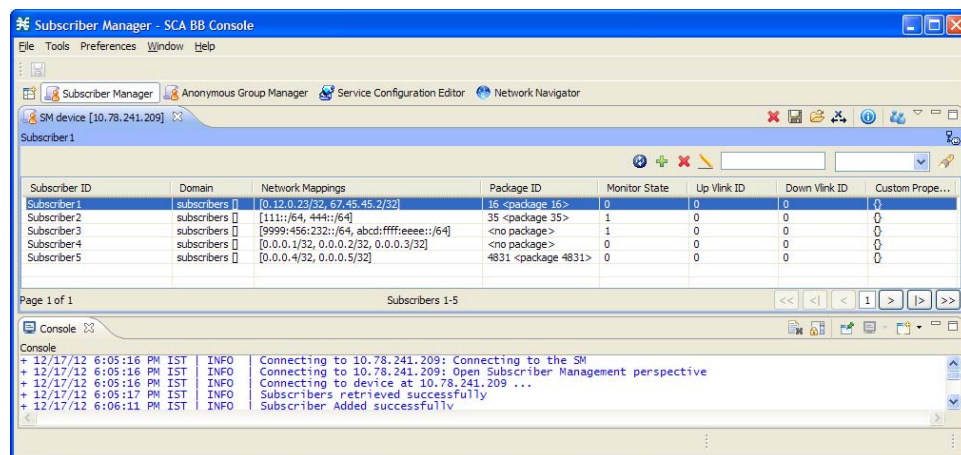 Subscriber Manager - SCA BB Console
File Tools Preferences Window Help
Subscriber Manager Anonymous Group Manager Service Configuration Editor Network Navigator
SM device [10.78.241.209]
Subscriber1
Subscriber ID Domain Network Mappings Package ID Monitor State Up Vlink ID Down Vlink ID Custom Prope...
Subscriber1 subscribers [] [0.12.0.23/32, 67.45.45.2/32] 16 <package 16> 0 0 0 {}
Subscriber2 subscribers [] [111::/64, 444::/64] 35 <package 35> 1 0 0 {}
Subscriber3 subscribers [] [9999:456:232::/64, abcd:ffff:eeee::/64] <no package> 1 0 0 {}
Subscriber4 subscribers [] [0.0.0.1/32, 0.0.0.2/32, 0.0.0.3/32] <no package> 0 0 0 {}
Subscriber5 subscribers [] [0.0.0.4/32, 0.0.0.5/32] 4831 <package 4831> 0 0 0 {}
Page 1 of 1 Subscribers 1-5 << <| < 1 > |> >>
Console
Console
+ 12/17/12 6:05:16 PM IST | INFO | Connecting to 10.78.241.209: Connecting to the SM
+ 12/17/12 6:05:16 PM IST | INFO | Connecting to 10.78.241.209: Open Subscriber Management perspective
+ 12/17/12 6:05:16 PM IST | INFO | Connecting to device at 10.78.241.209 ...
+ 12/17/12 6:05:17 PM IST | INFO | Subscribers retrieved successfully
+ 12/17/12 6:06:11 PM IST | INFO | Subscriber Added successfully